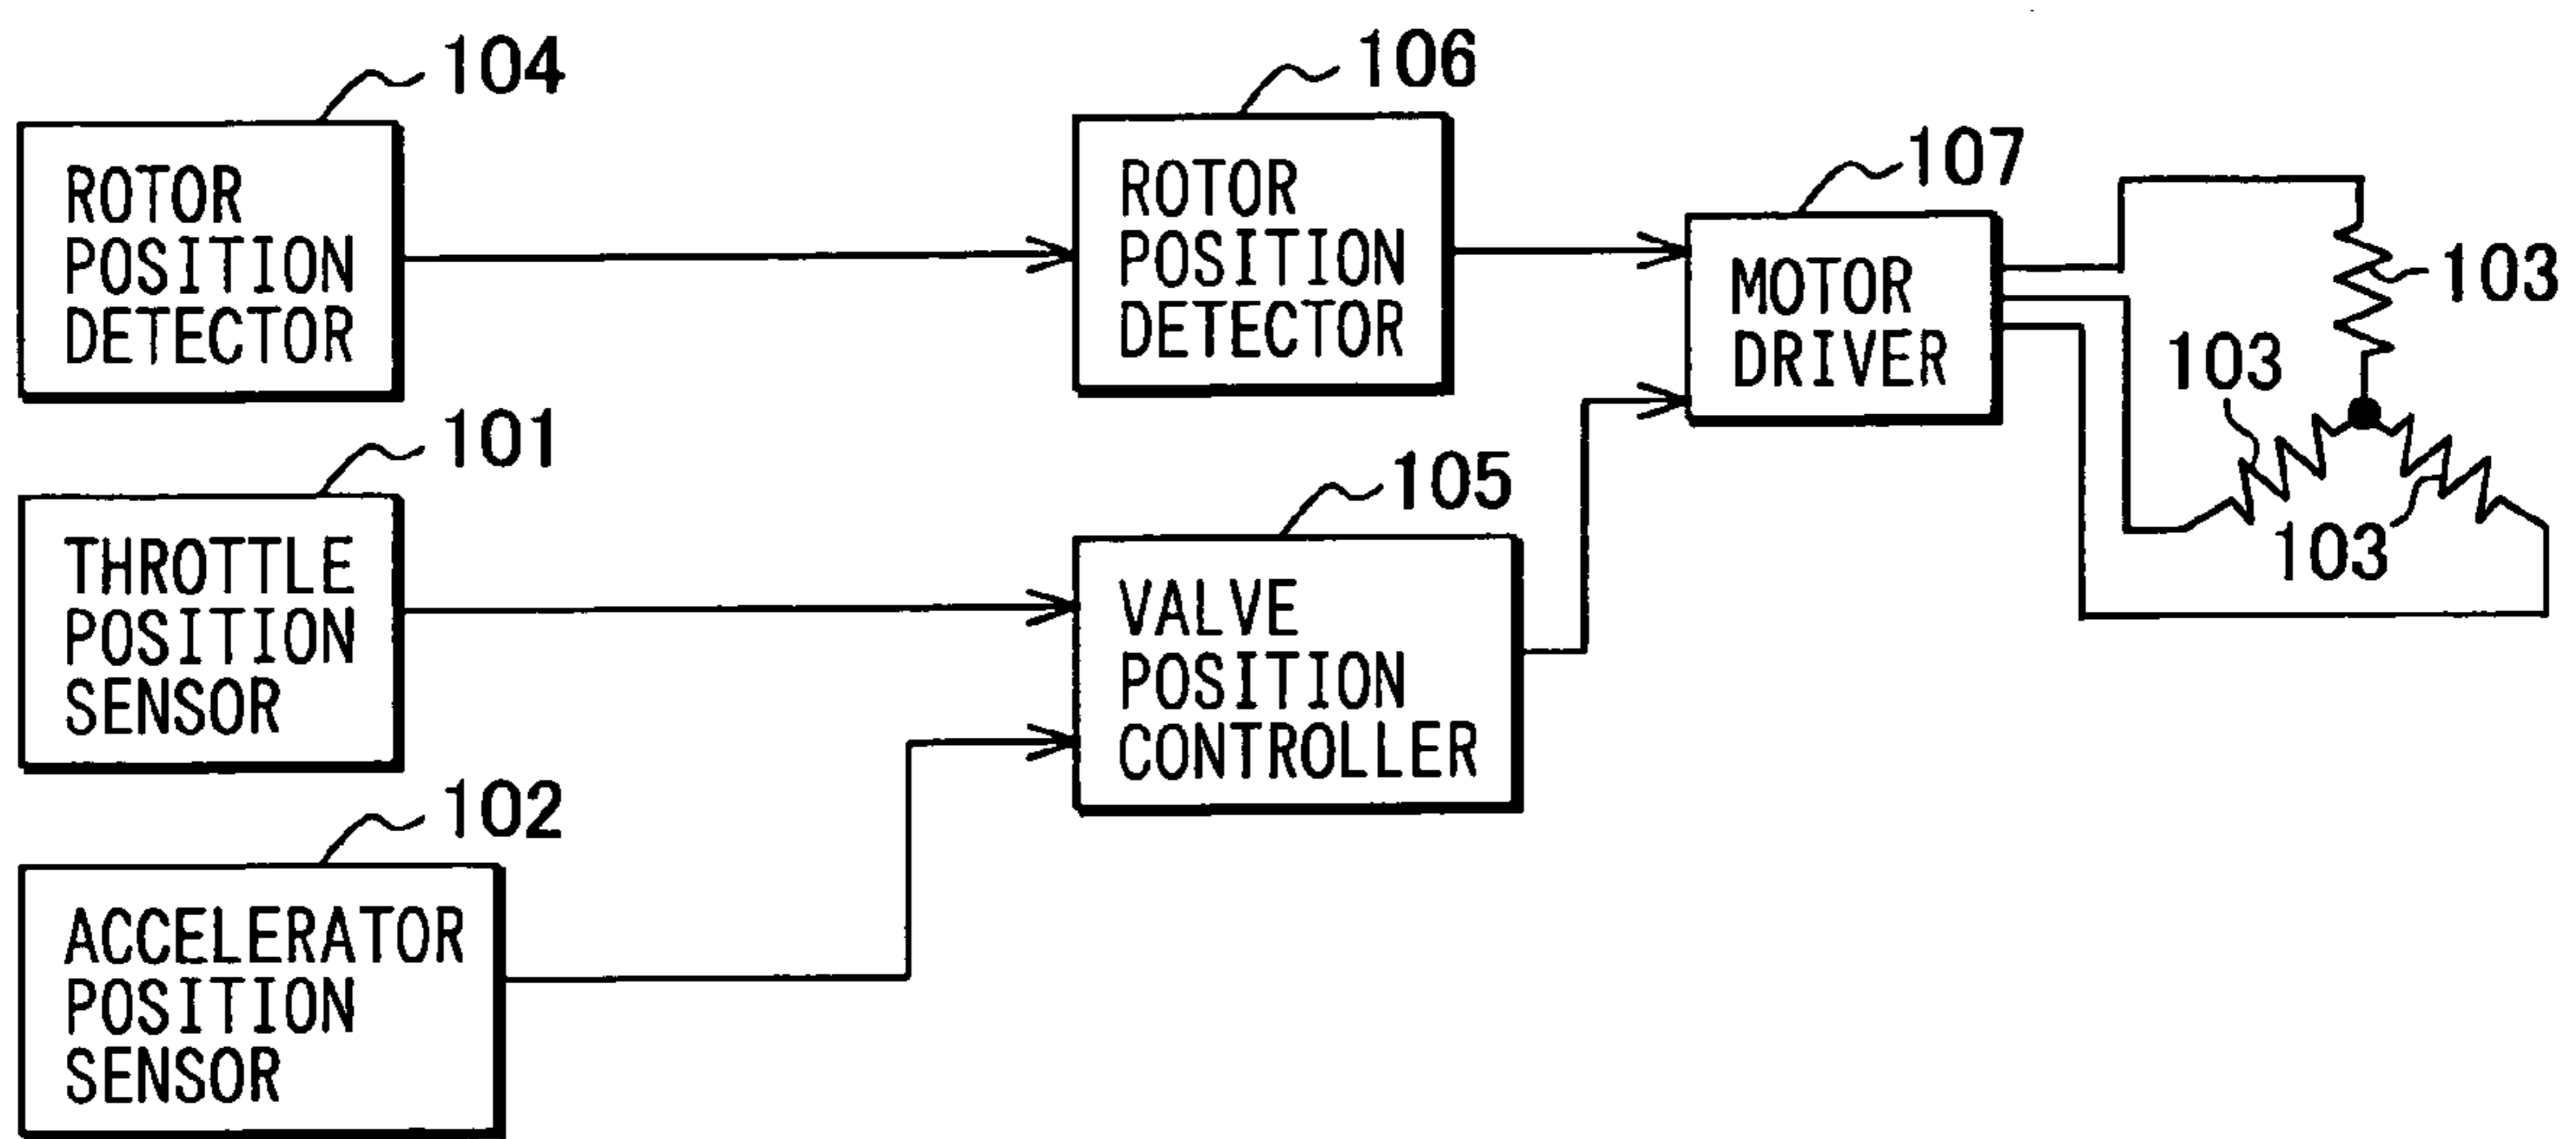 104
ROTOR
POSITION
DETECTOR
106
ROTOR
POSITION
DETECTOR
107
MOTOR
DRIVER
103
103
103
101
THROTTLE
POSITION
SENSOR
105
VALVE
POSITION
CONTROLLER
102
ACCELERATOR
POSITION
SENSOR